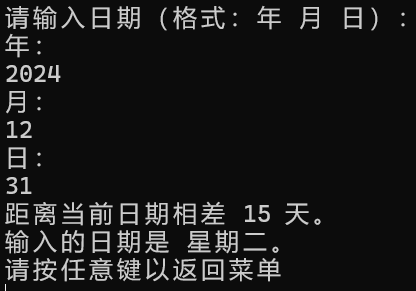 请输入日期（格式：年 月 日）：
年：
2024
月：
12
日：
31
距离当前日期相差 15 天。
输入的日期是 星期二。
请按任意键以返回菜单